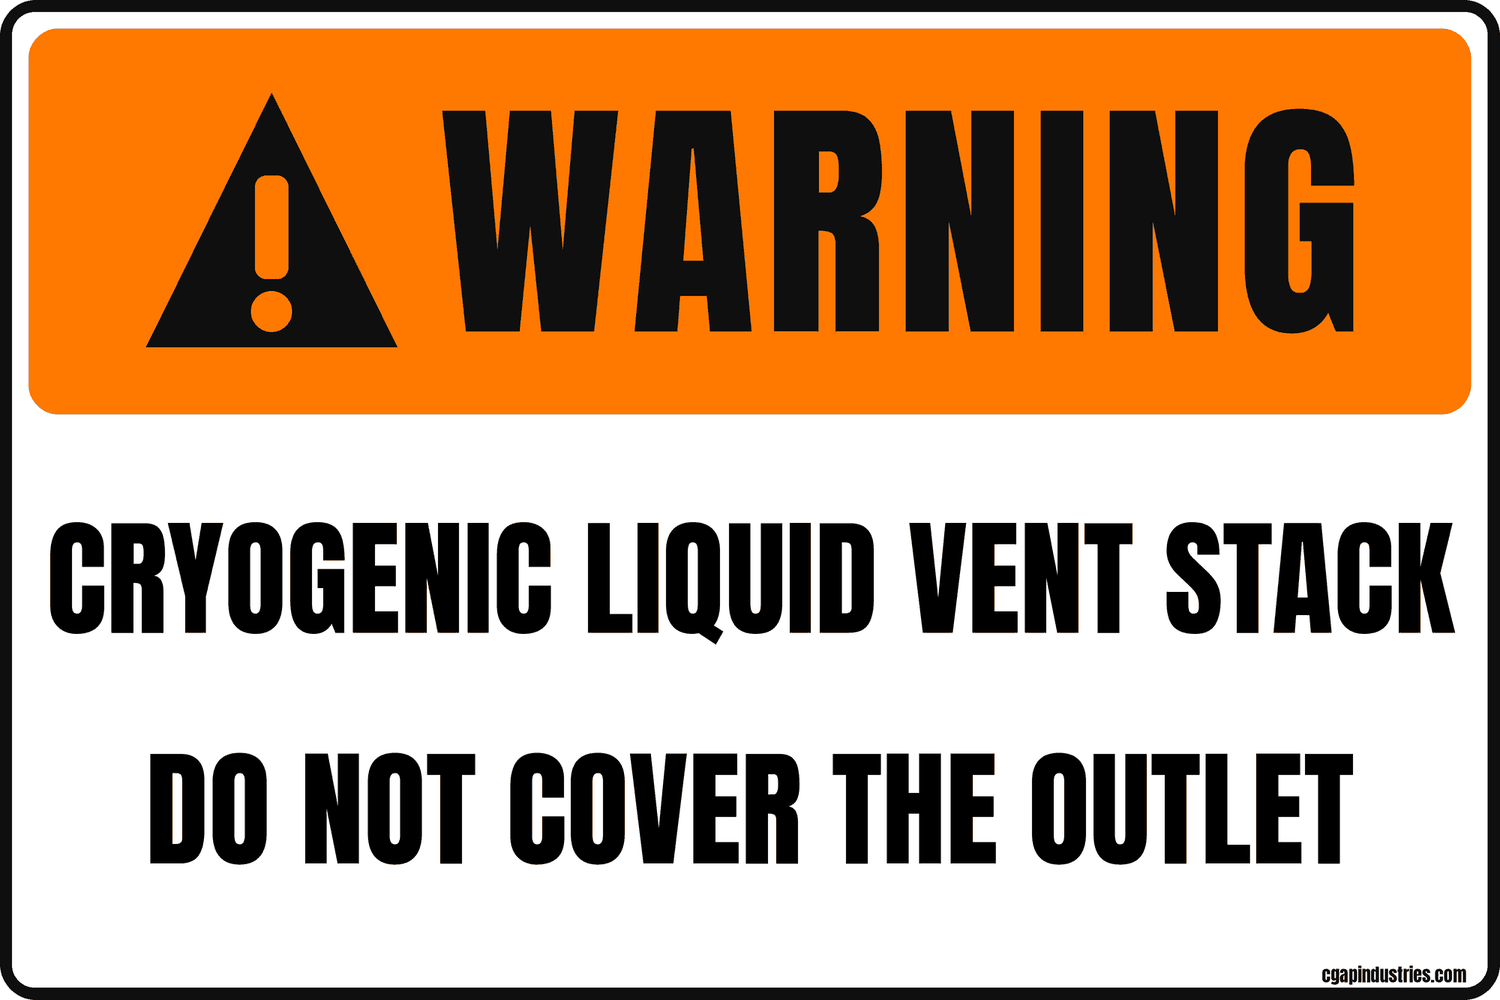 WARNING
CRYOGENIC LIQUID VENT STACK
DO NOT COVER THE OUTLET
cgapindustries.com